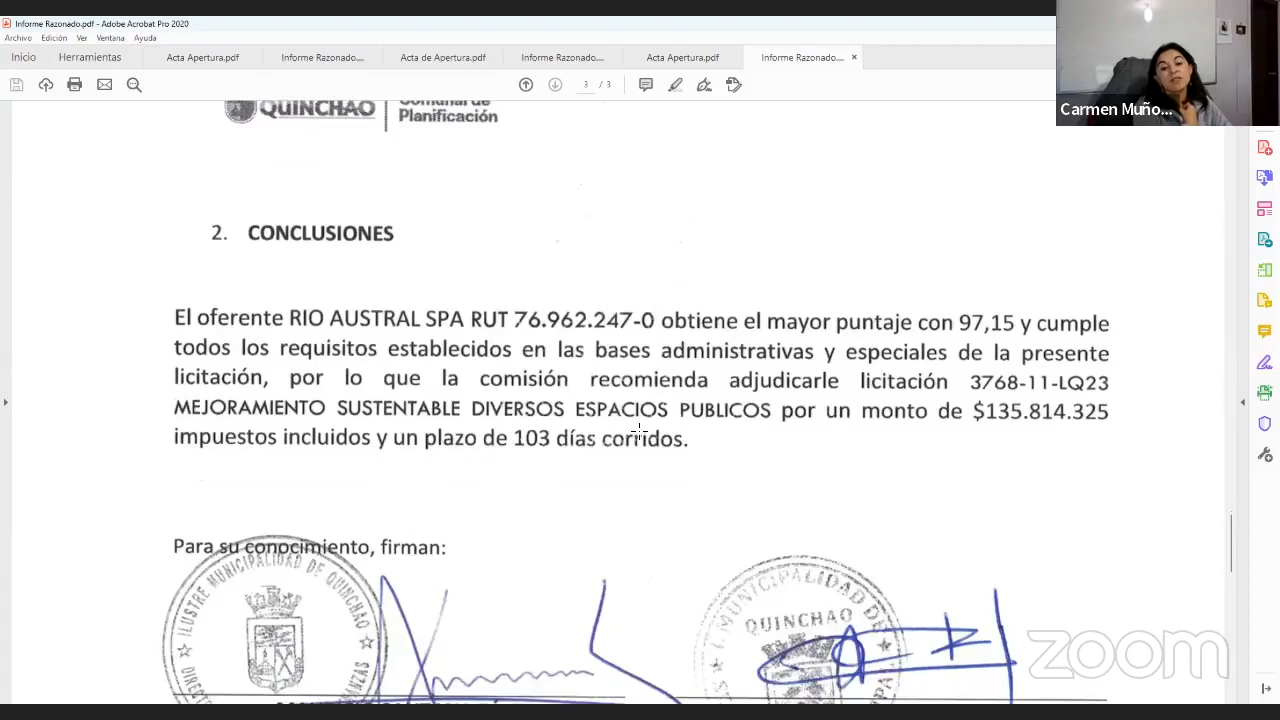 Informe Razonado.pdf - Adobe Acrobat Pro 2020
Archivo Edición Ver Ventana Ayuda
Inicio Herramientas Acta Apertura.pdf Informe Razonado.... Acta de Apertura.pdf Informe Razonado.... Acta Apertura.pdf Informe Razonado.... ×
3 / 3
Carmen Muño...
QUINCHAO
Comunal de
Planificación
2. CONCLUSIONES
El oferente RIO AUSTRAL SPA RUT 76.962.247-0 obtiene el mayor puntaje con 97,15 y cumple
todos los requisitos establecidos en las bases administrativas y especiales de la presente
licitación, por lo que la comisión recomienda adjudicarle licitación 3768-11-LQ23
MEJORAMIENTO SUSTENTABLE DIVERSOS ESPACIOS PUBLICOS por un monto de $135.814.325
impuestos incluidos y un plazo de 103 días corridos.
Para su conocimiento, firman:
ILUSTRE MUNICIPALIDAD DE QUINCHAO
MUNICIPALIDAD DE
QUINCHAO
zoom